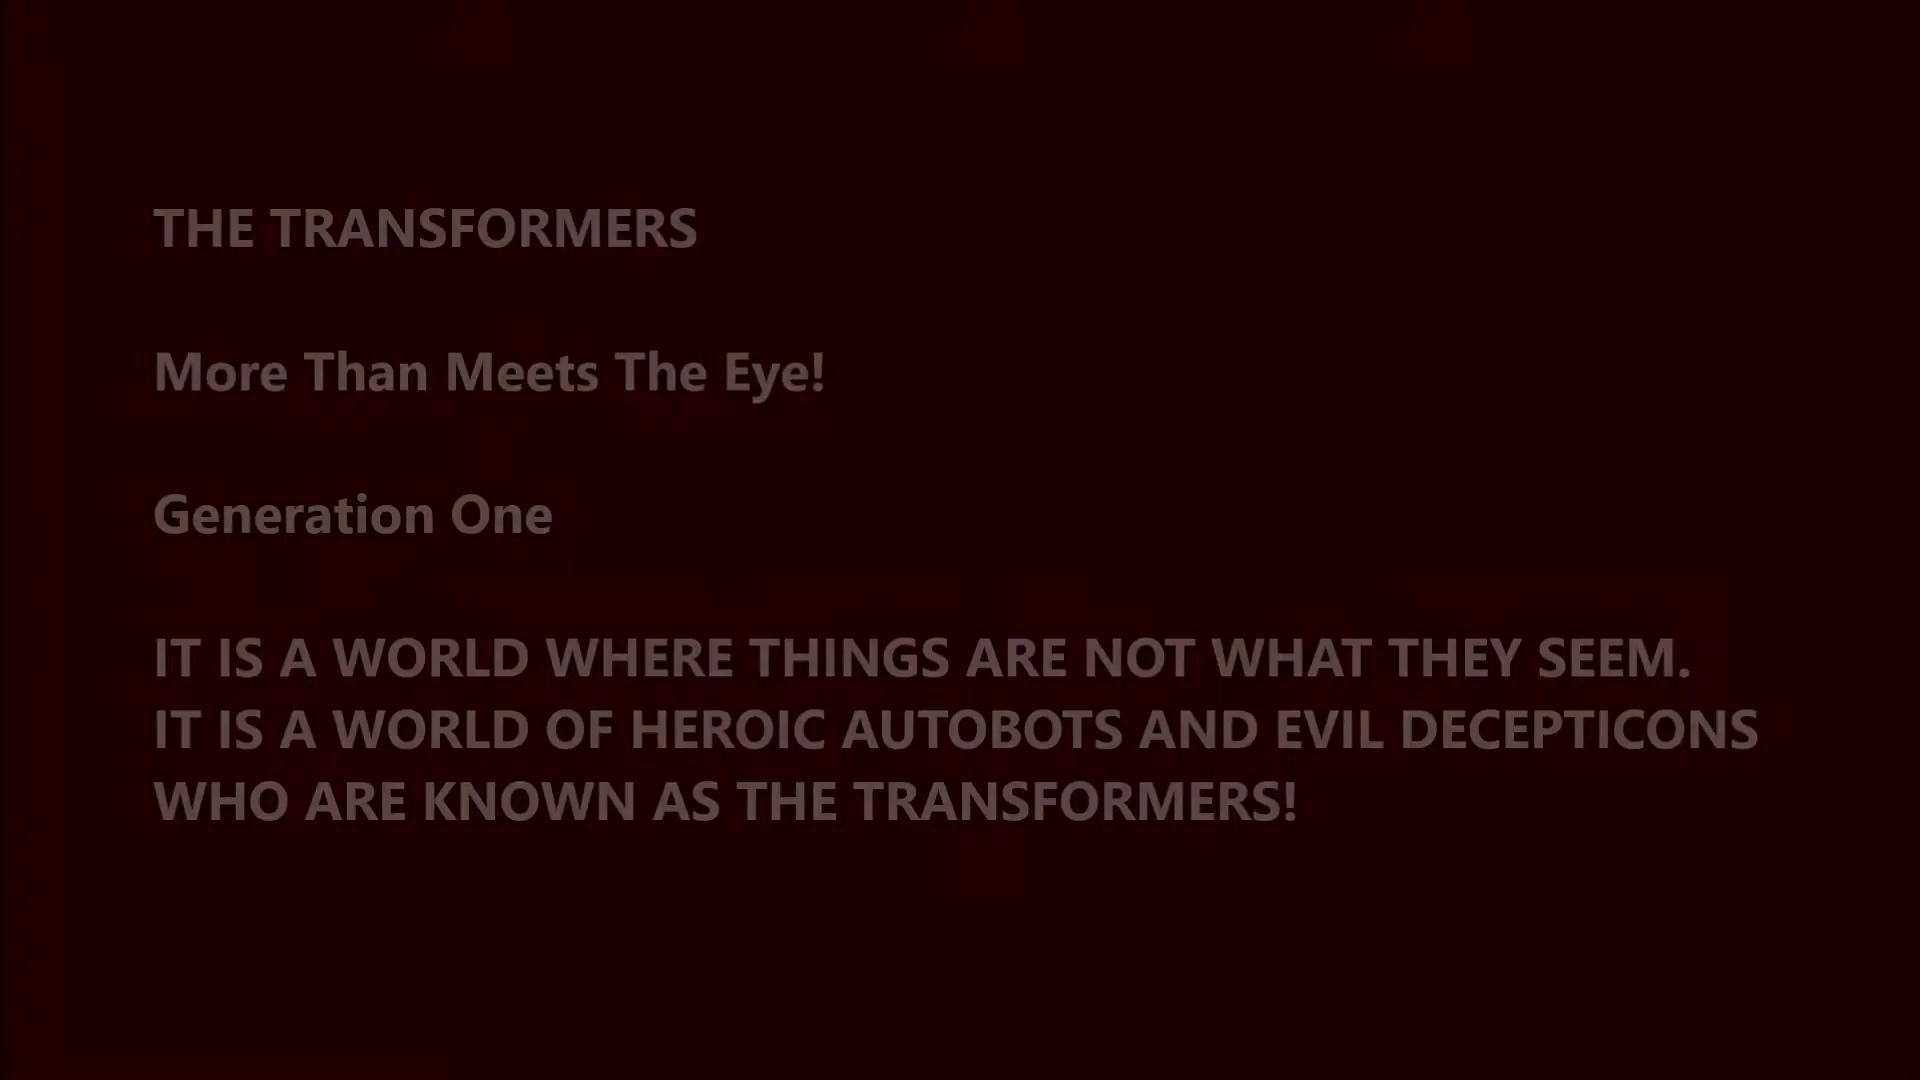 THE TRANSFORMERS
More Than Meets The Eye!
Generation One
IT IS A WORLD WHERE THINGS ARE NOT WHAT THEY SEEM.
IT IS A WORLD OF HEROIC AUTOBOTS AND EVIL DECEPTICONS
WHO ARE KNOWN AS THE TRANSFORMERS!